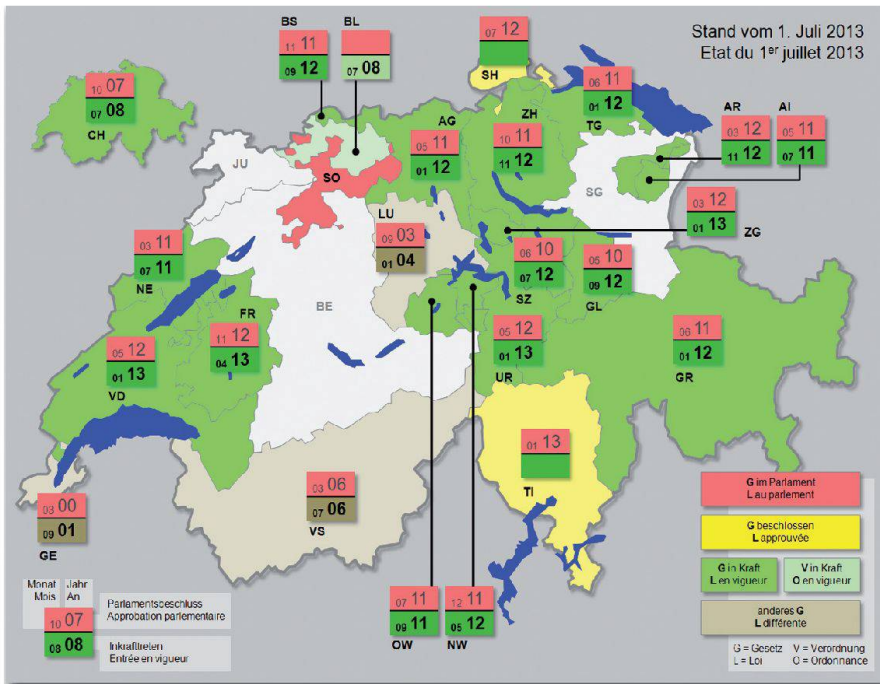 Stand vom 1. Juli 2013
Etat du 1er juillet 2013
BS
11 11
09 12
BL
07 08
07 12
SH
10 07
07 08
CH
06 11
01 12
TG
AG
05 11
01 12
ZH
10 11
11 12
AR
03 12
11 12
AI
05 11
07 11
JU
SO
SG
03 12
01 13
ZG
LU
09 03
01 04
03 11
07 11
NE
06 10
07 12
SZ
05 10
09 12
GL
BE
FR
11 12
04 13
05 12
01 13
VD
05 12
01 13
UR
06 11
01 12
GR
01 13
TI
03 06
07 06
VS
03 00
09 01
GE
07 11
09 11
OW
12 11
05 12
NW
G im Parlament
L au parlement
G beschlossen
L approuvée
G in Kraft
L en vigueur
V in Kraft
O en vigueur
anderes G
L différente
G = Gesetz V = Verordnung
L = Loi O = Ordonnance
Monat Jahr
Mois An
10 07
08 08
Parlamentsbeschluss
Approbation parlementaire
Inkrafttreten
Entrée en vigueur